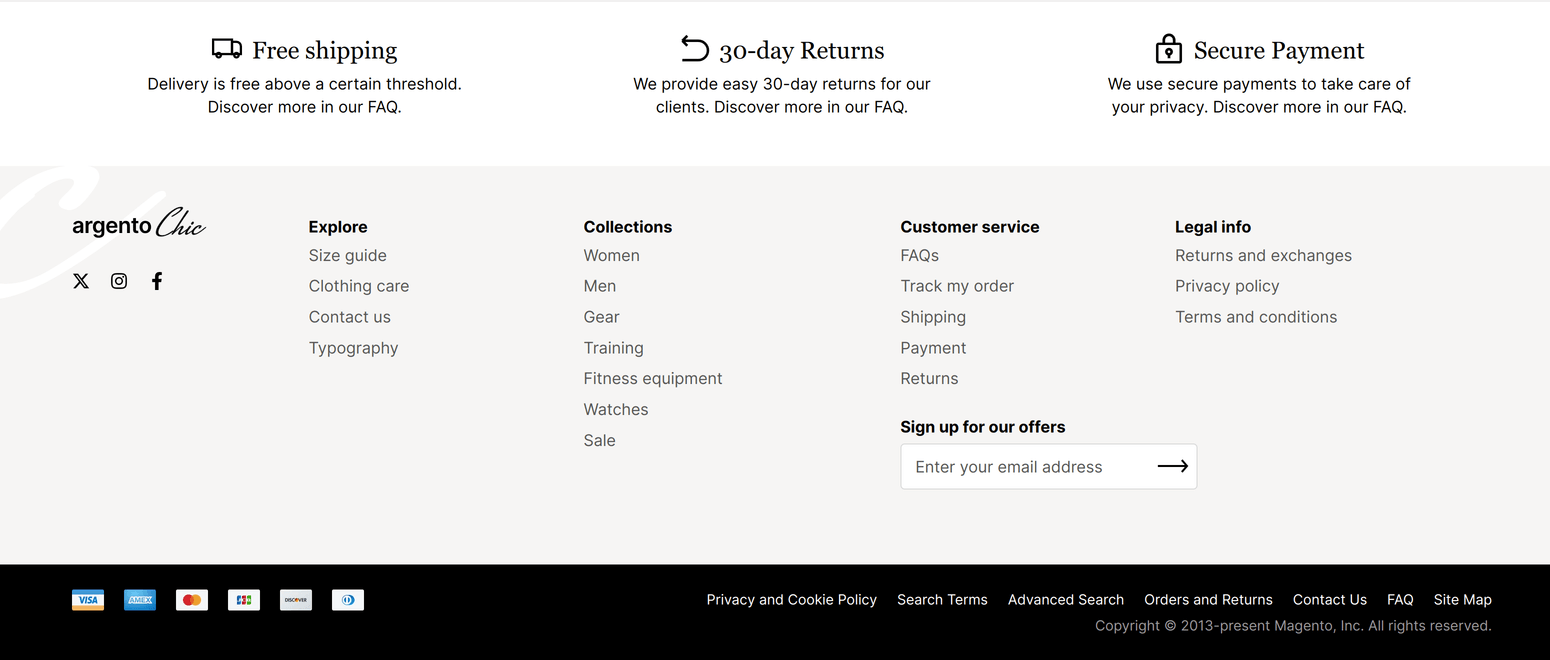 Free shipping
Delivery is free above a certain threshold.
Discover more in our FAQ.
30-day Returns
We provide easy 30-day returns for our
clients. Discover more in our FAQ.
Secure Payment
We use secure payments to take care of
your privacy. Discover more in our FAQ.
argento Chic
Explore
Size guide
Clothing care
Contact us
Typography
Collections
Women
Men
Gear
Training
Fitness equipment
Watches
Sale
Customer service
FAQs
Track my order
Shipping
Payment
Returns
Sign up for our offers
Enter your email address
Legal info
Returns and exchanges
Privacy policy
Terms and conditions
VISA
AMEX
JCB
DISCOVER
Privacy and Cookie Policy Search Terms Advanced Search Orders and Returns Contact Us FAQ Site Map
Copyright © 2013-present Magento, Inc. All rights reserved.